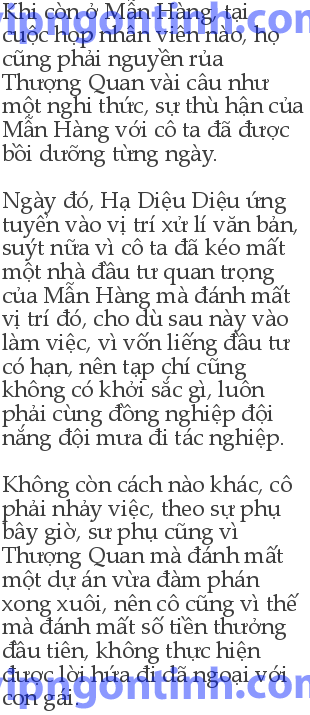 Khi còn ở Mẫn Hàng, tại
cuộc họp nhân viên nào, họ
cũng phải nguyền rủa
Thượng Quan vài câu như
một nghi thức, sự thù hận của
Mẫn Hàng với cô ta đã được
bồi dưỡng từng ngày.
Ngày đó, Hạ Diệu Diệu ứng
tuyển vào vị trí xử lí văn bản,
suýt nữa vì cô ta đã kéo mất
một nhà đầu tư quan trọng
của Mẫn Hàng mà đánh mất
vị trí đó, cho dù sau này vào
làm việc, vì vốn liếng đầu tư
có hạn, nên tạp chí cũng
không có khởi sắc gì, luôn
phải cùng đồng nghiệp đội
nắng đội mưa đi tác nghiệp.
Không còn cách nào khác, cô
phải nhảy việc, theo sự phụ
bây giờ, sư phụ cũng vì
Thượng Quan mà đánh mất
một dự án vừa đàm phán
xong xuôi, nên cô cũng vì thế
mà đánh mất số tiền thưởng
đầu tiên, không thực hiện
được lời hứa đi dã ngoại với
con gái.